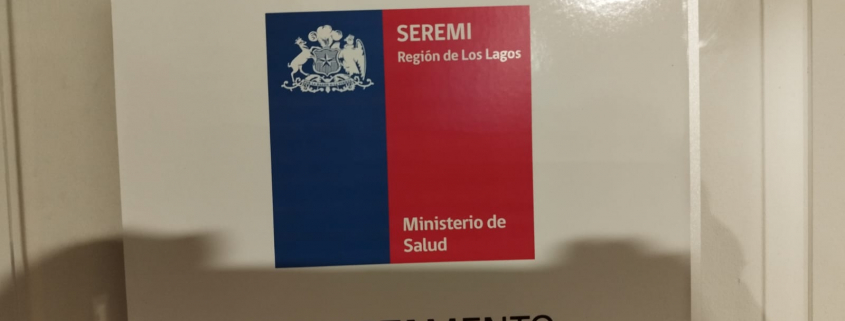 SEREMI
Región de Los Lagos
Ministerio de
Salud